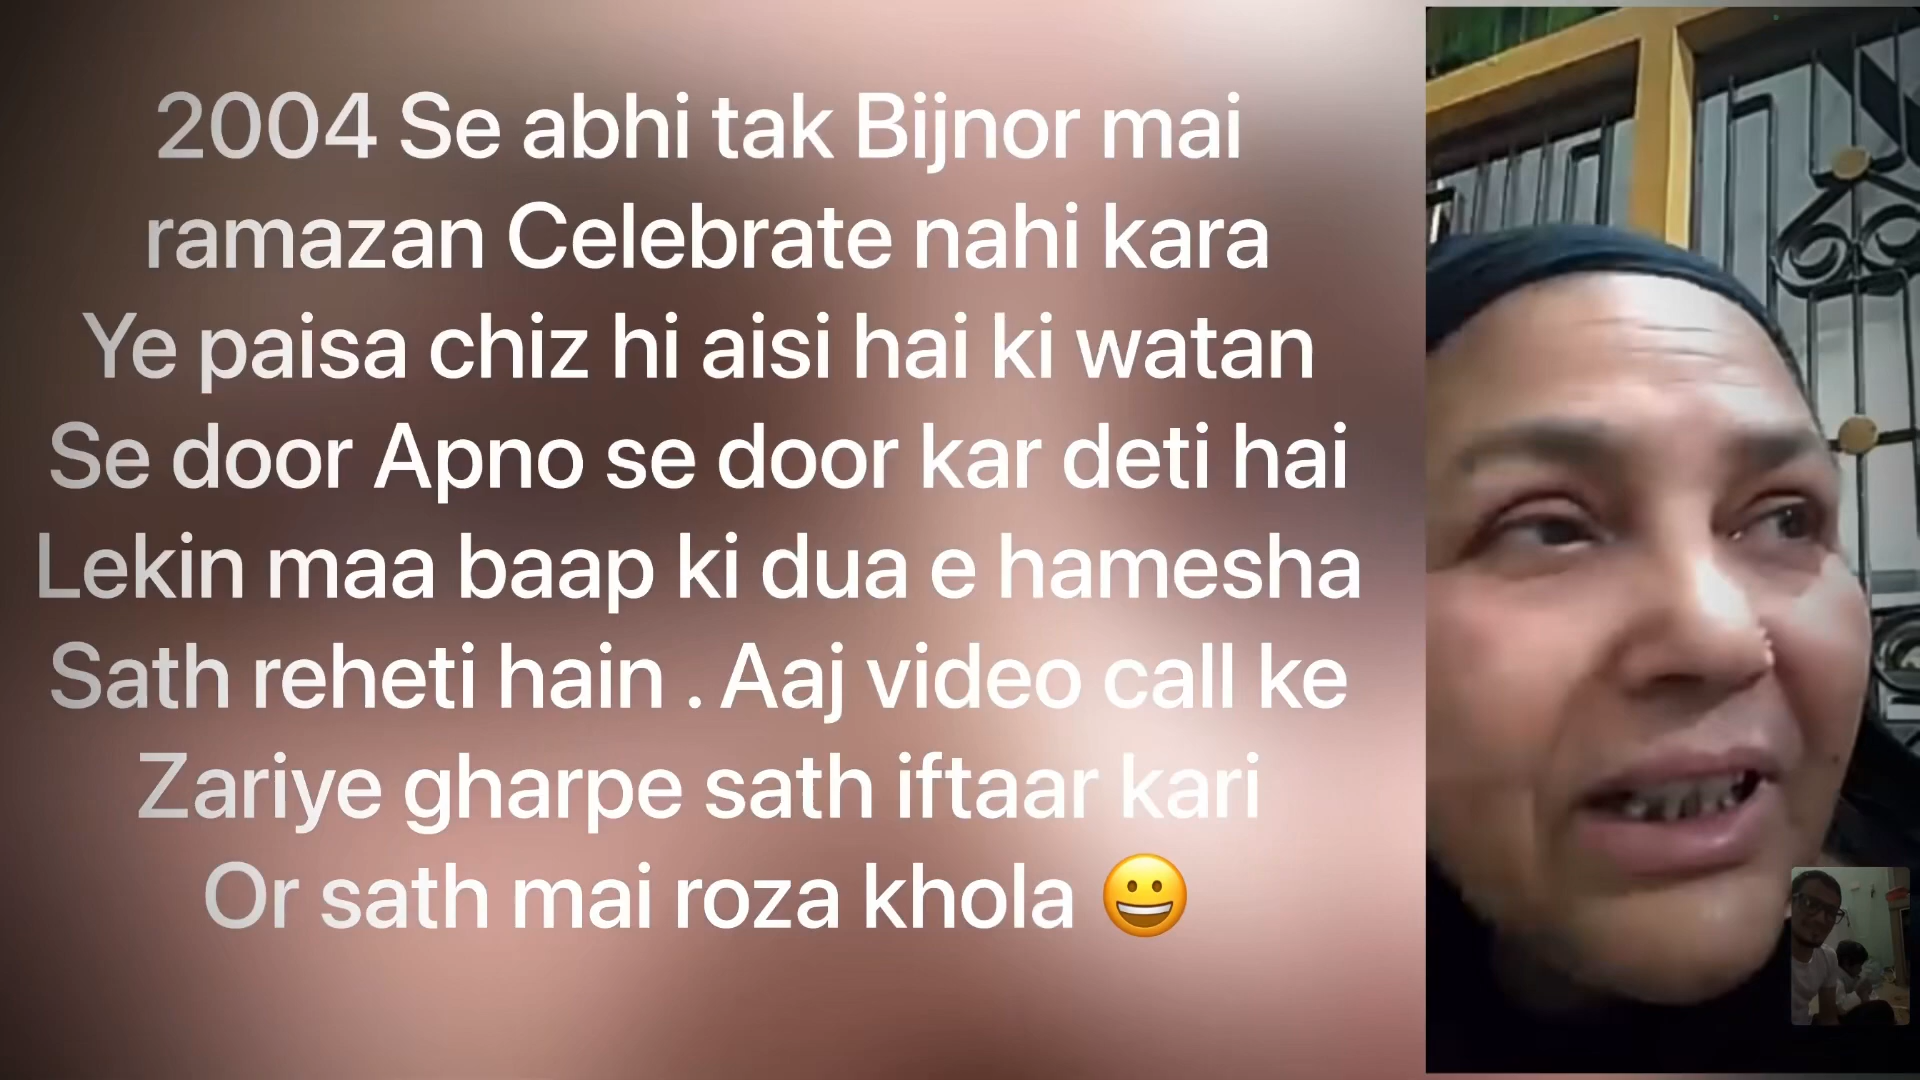 2004 Se abhi tak Bijnor mai
ramazan Celebrate nahi kara
Ye paisa chiz hi aisi hai ki watan
Se door Apno se door kar deti hai
Lekin maa baap ki dua e hamesha
Sath reheti hain . Aaj video call ke
Zariye gharpe sath iftaar kari
Or sath mai roza khola 😀